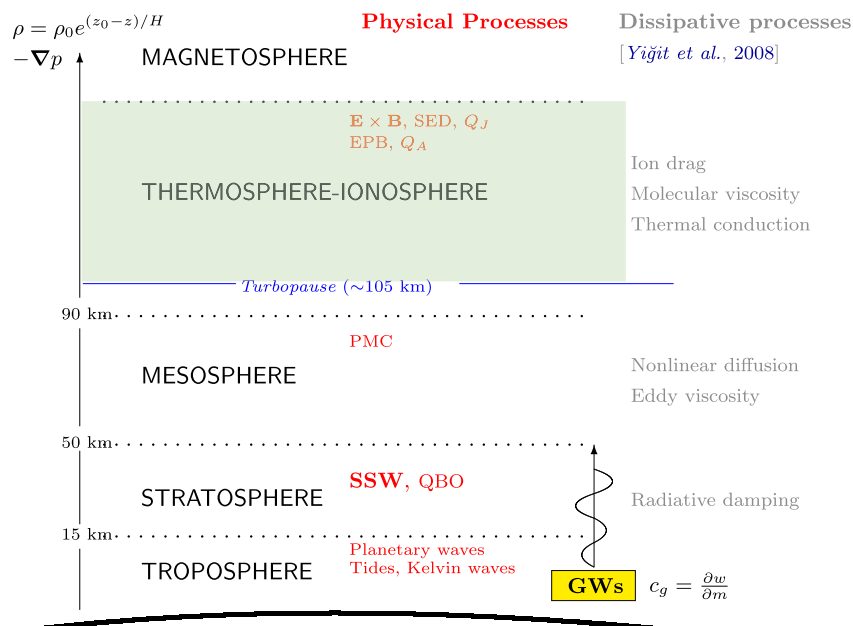 ρ = ρ₀e^{(z₀−z)/H}
Physical Processes
Dissipative processes
−∇p
MAGNETOSPHERE
[Yiğit et al., 2008]
E × B, SED, Q_J
EPB, Q_A
Ion drag
THERMOSPHERE-IONOSPHERE
Molecular viscosity
Thermal conduction
Turbopause (∼105 km)
90 km
PMC
MESOSPHERE
Nonlinear diffusion
Eddy viscosity
50 km
SSW, QBO
STRATOSPHERE
Radiative damping
15 km
Planetary waves
Tides, Kelvin waves
TROPOSPHERE
GWs
c_g = ∂w/∂m